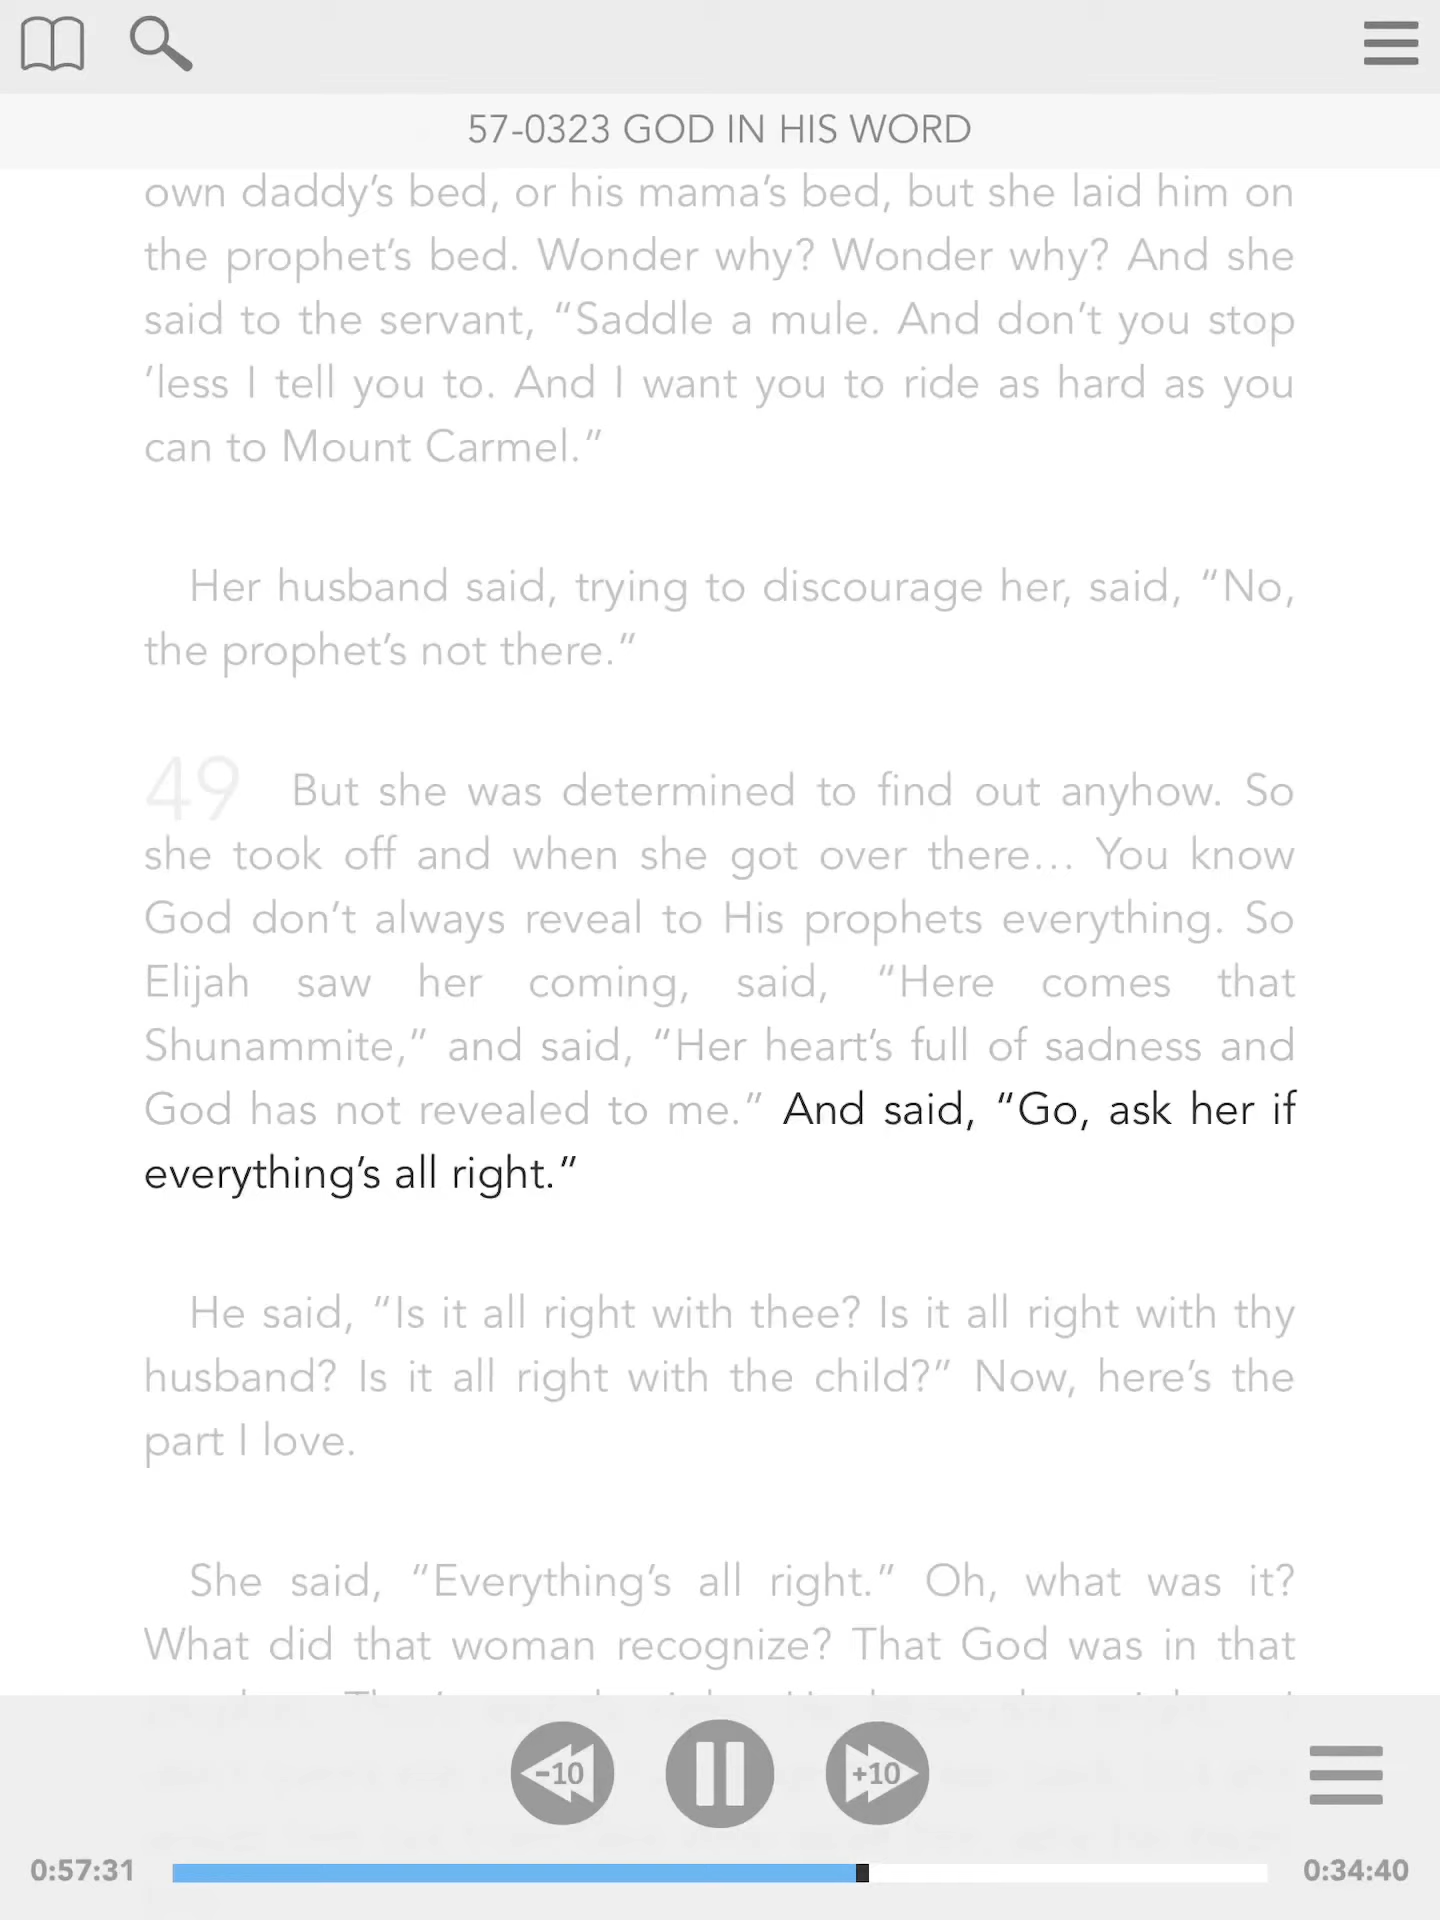 57-0323 GOD IN HIS WORD
own daddy’s bed, or his mama’s bed, but she laid him on
the prophet’s bed. Wonder why? Wonder why? And she
said to the servant, “Saddle a mule. And don’t you stop
’less I tell you to. And I want you to ride as hard as you
can to Mount Carmel.”
Her husband said, trying to discourage her, said, “No,
the prophet’s not there.”
49 But she was determined to find out anyhow. So
she took off and when she got over there… You know
God don’t always reveal to His prophets everything. So
Elijah saw her coming, said, “Here comes that
Shunammite,” and said, “Her heart’s full of sadness and
God has not revealed to me.” And said, “Go, ask her if
everything’s all right.”
He said, “Is it all right with thee? Is it all right with thy
husband? Is it all right with the child?” Now, here’s the
part I love.
She said, “Everything’s all right.” Oh, what was it?
What did that woman recognize? That God was in that
-10 +10
0:57:31 0:34:40